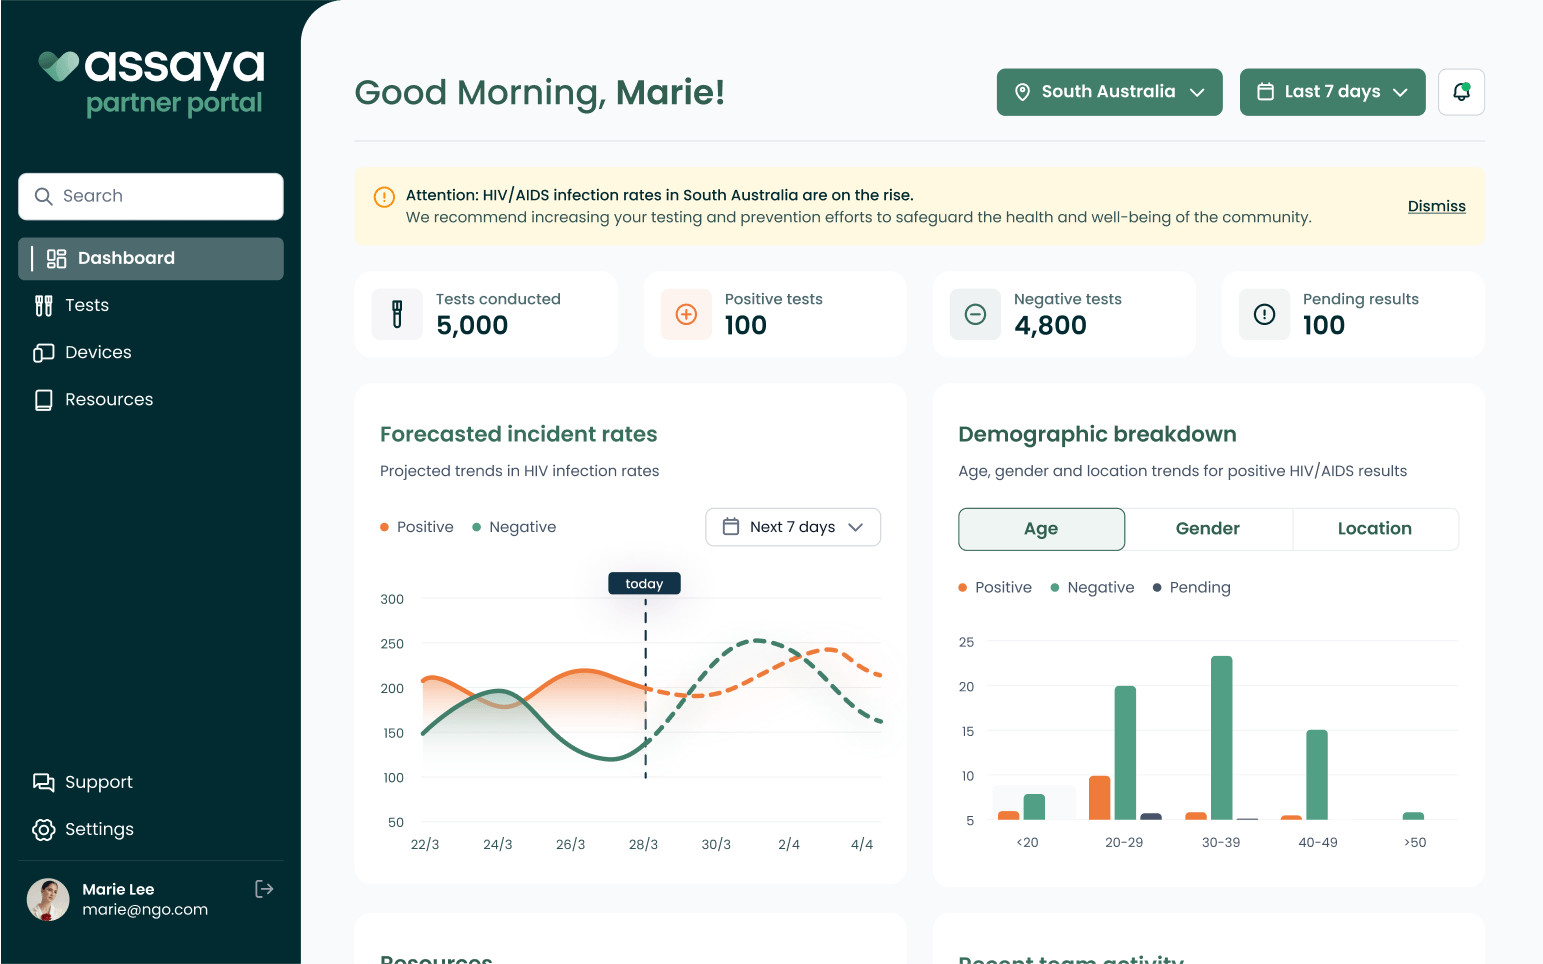 assaya
partner portal
Search
Dashboard
Tests
Devices
Resources
Support
Settings
Marie Lee
marie@ngo.com
Good Morning, Marie!
South Australia
Last 7 days
Attention: HIV/AIDS infection rates in South Australia are on the rise.
We recommend increasing your testing and prevention efforts to safeguard the health and well-being of the community.
Dismiss
Tests conducted
5,000
Positive tests
100
Negative tests
4,800
Pending results
100
Forecasted incident rates
Projected trends in HIV infection rates
Positive
Negative
Next 7 days
today
300
250
200
150
100
50
22/3
24/3
26/3
28/3
30/3
2/4
4/4
Demographic breakdown
Age, gender and location trends for positive HIV/AIDS results
Age
Gender
Location
Positive
Negative
Pending
25
20
15
10
5
<20
20-29
30-39
40-49
>50
Resources
Recent team activity